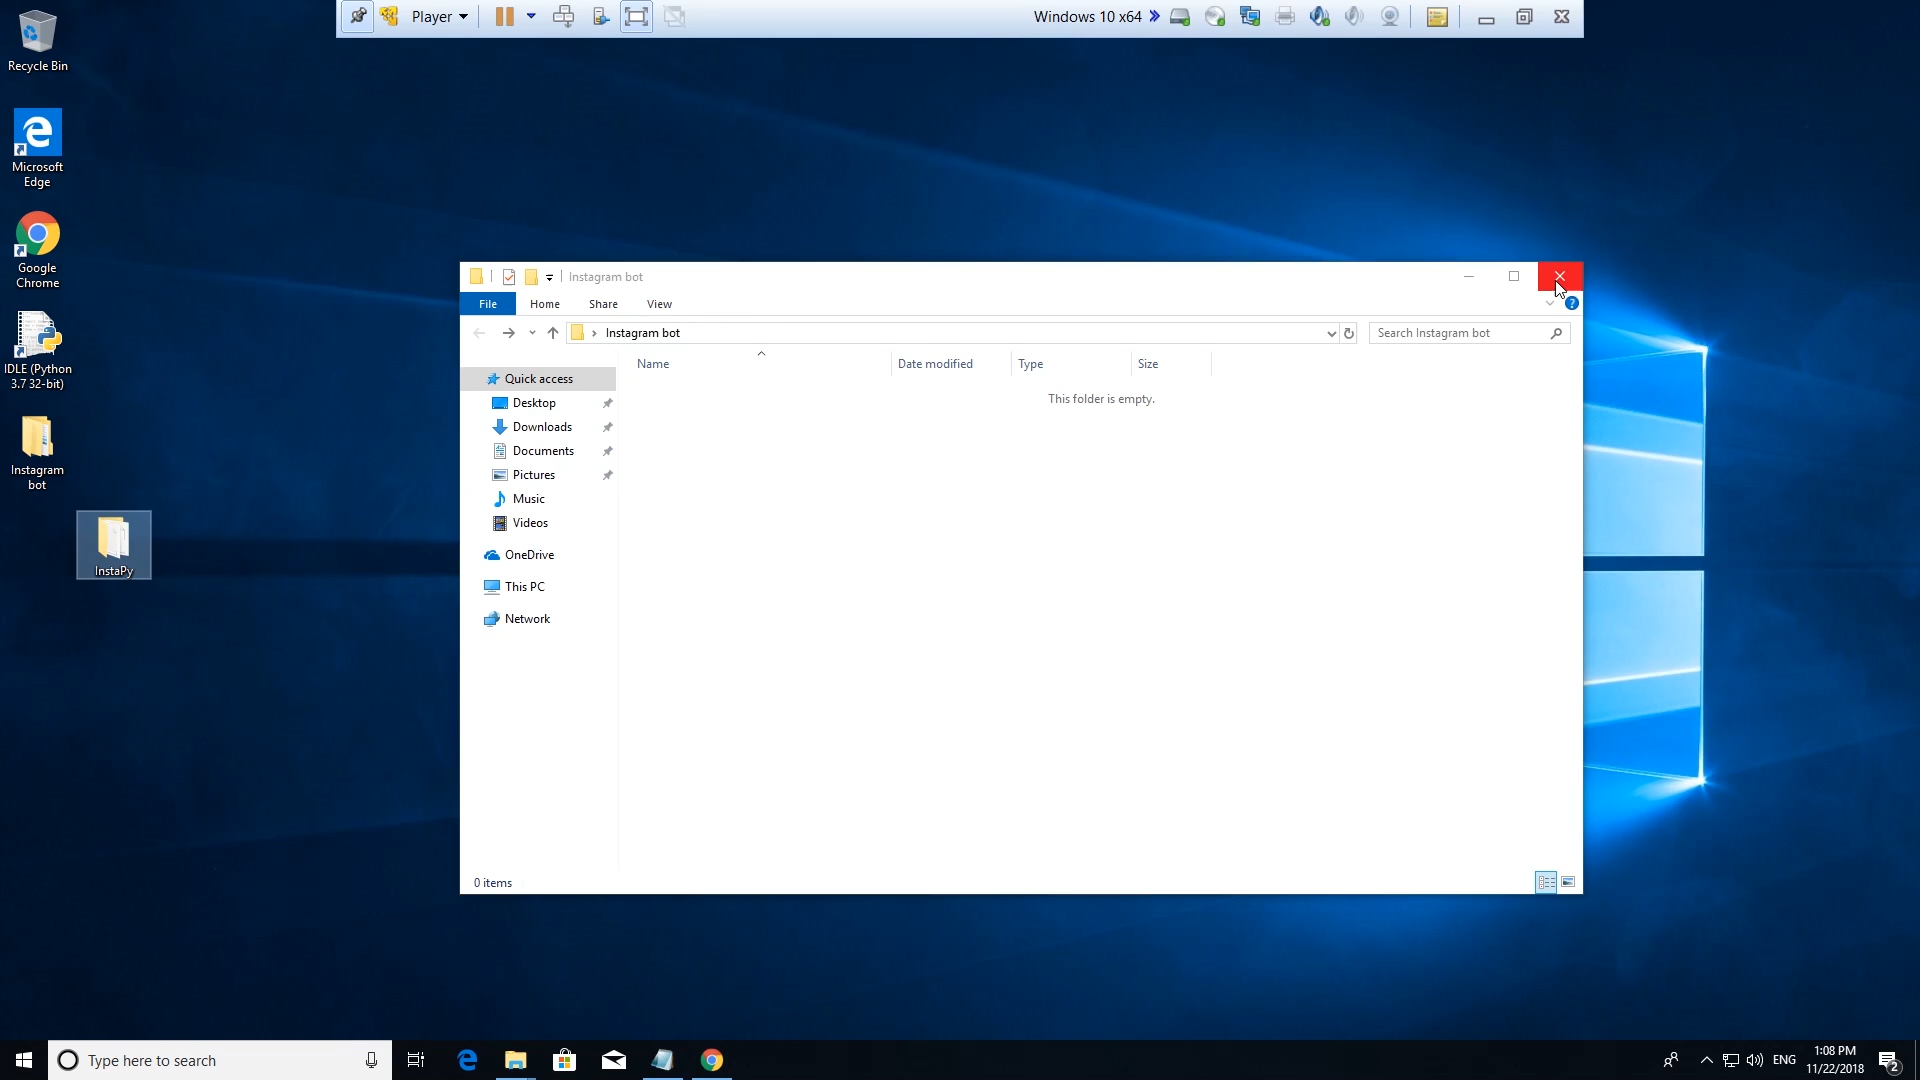 Player
Windows 10 x64
Recycle Bin
Microsoft
Edge
Google
Chrome
IDLE (Python
3.7 32-bit)
Instagram
bot
InstaPy
Instagram bot
File
Home
Share
View
Instagram bot
Search Instagram bot
Name
Date modified
Type
Size
This folder is empty.
Quick access
Desktop
Downloads
Documents
Pictures
Music
Videos
OneDrive
This PC
Network
0 items
Type here to search
ENG
1:08 PM
11/22/2018
2